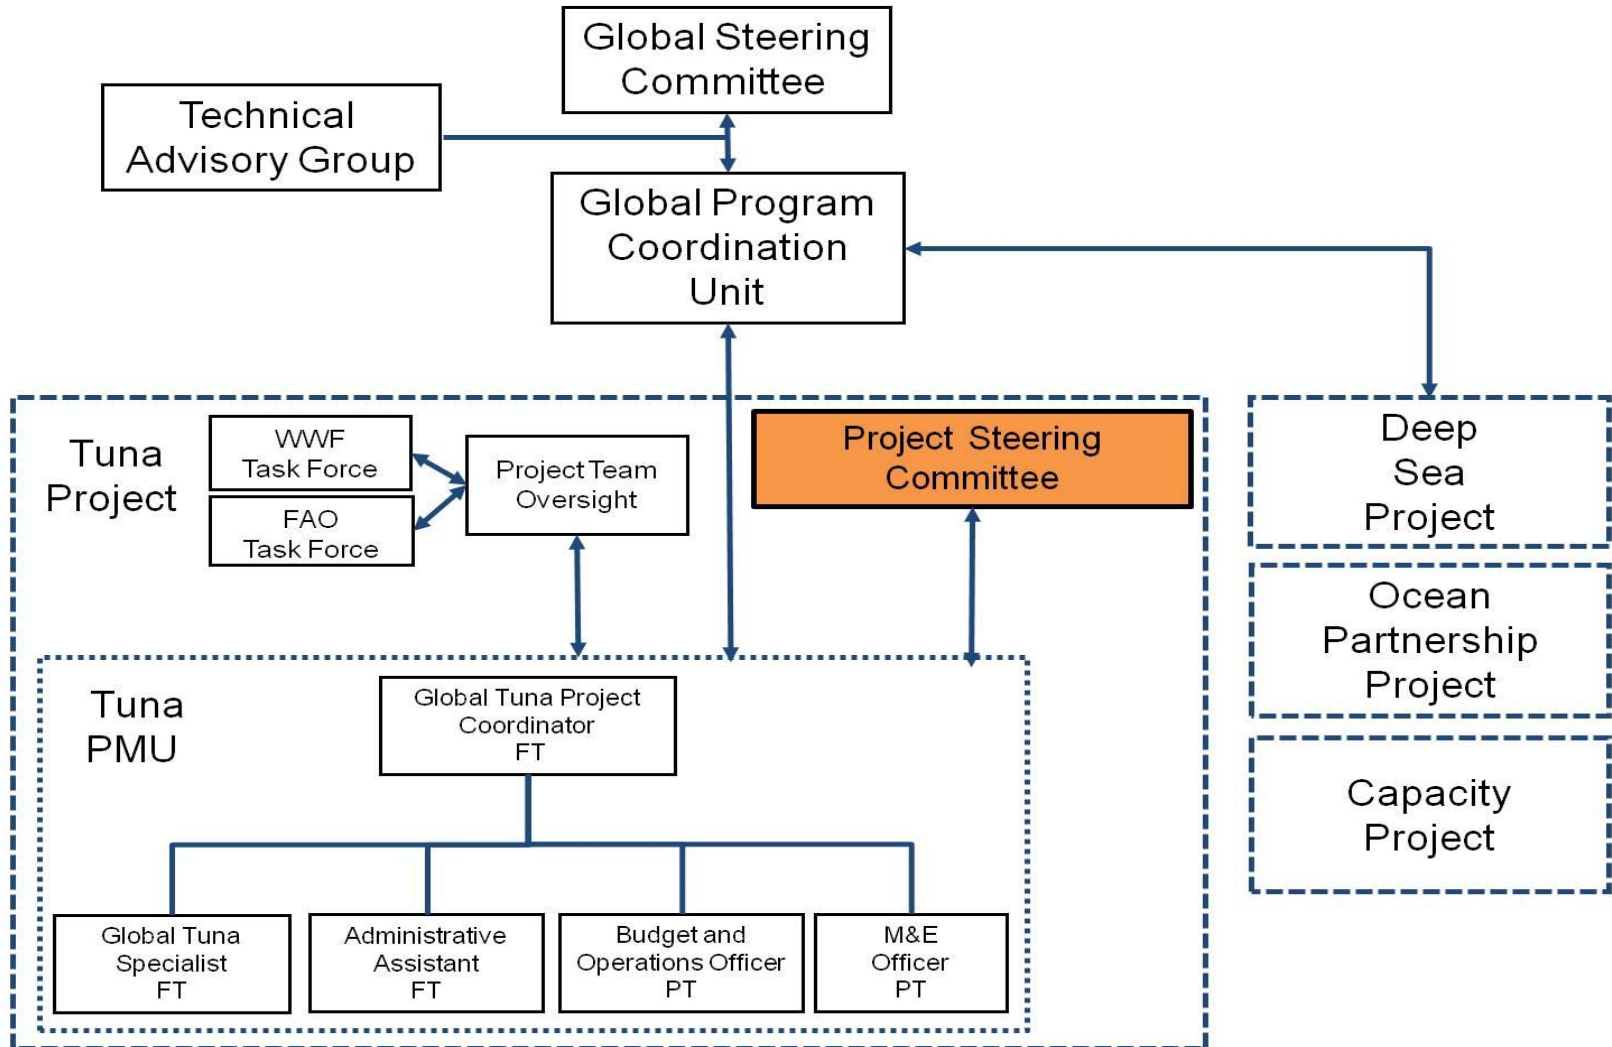 Global Steering
Committee
Technical
Advisory Group
Global Program
Coordination
Unit
Tuna
Project
WWF
Task Force
FAO
Task Force
Project Team
Oversight
Project Steering
Committee
Deep
Sea
Project
Ocean
Partnership
Project
Capacity
Project
Tuna
PMU
Global Tuna Project
Coordinator
FT
Global Tuna
Specialist
FT
Administrative
Assistant
FT
Budget and
Operations Officer
PT
M&E
Officer
PT